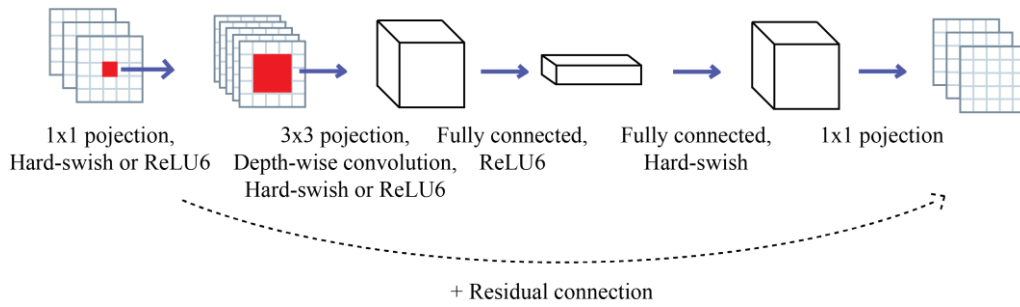 1x1 pojection,
Hard-swish or ReLU6
3x3 pojection,
Depth-wise convolution,
Hard-swish or ReLU6
Fully connected,
ReLU6
Fully connected,
Hard-swish
1x1 pojection
+ Residual connection